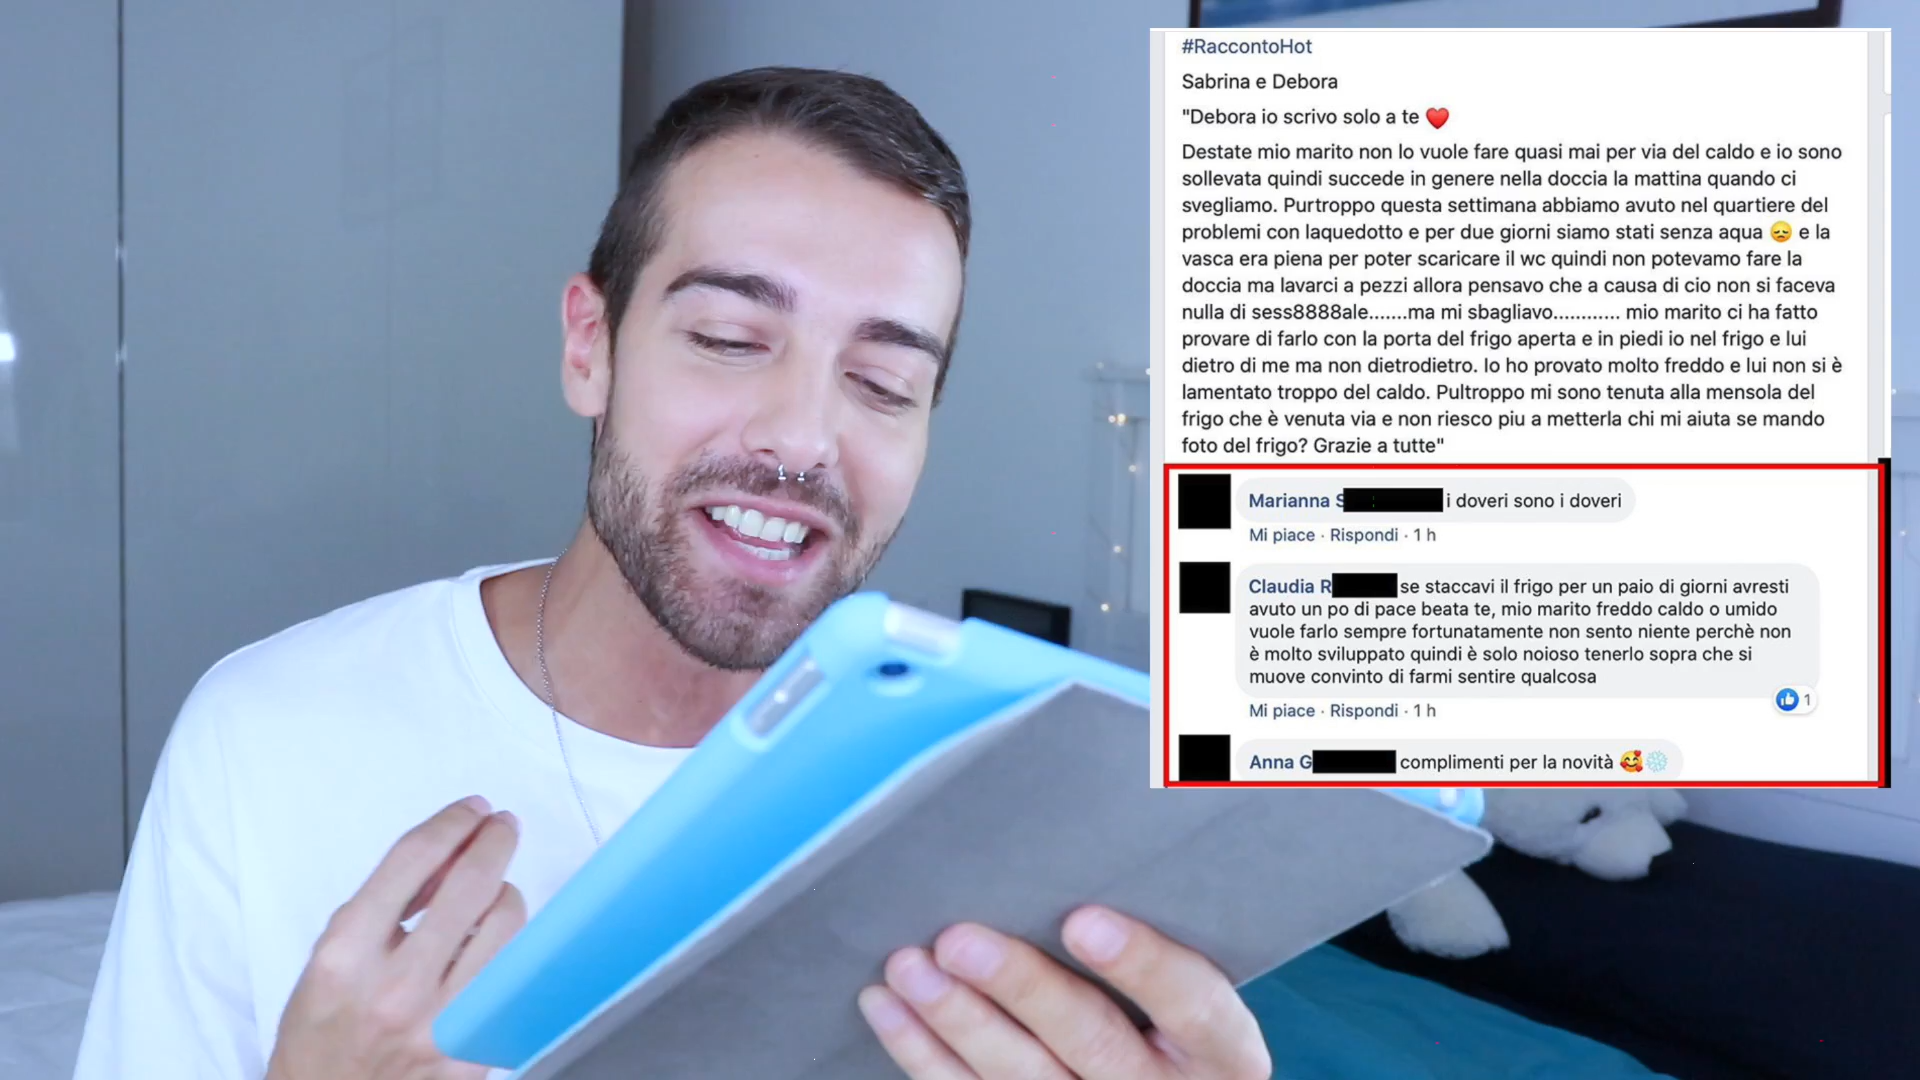 #RaccontoHot
Sabrina e Debora
"Debora io scrivo solo a te ❤️
Destate mio marito non lo vuole fare quasi mai per via del caldo e io sono
sollevata quindi succede in genere nella doccia la mattina quando ci
svegliamo. Purtroppo questa settimana abbiamo avuto nel quartiere del
problemi con laquedotto e per due giorni siamo stati senza aqua 😞 e la
vasca era piena per poter scaricare il wc quindi non potevamo fare la
doccia ma lavarci a pezzi allora pensavo che a causa di cio non si faceva
nulla di sess8888ale.......ma mi sbagliavo............ mio marito ci ha fatto
provare di farlo con la porta del frigo aperta e in piedi io nel frigo e lui
dietro di me ma non dietrodietro. Io ho provato molto freddo e lui non si è
lamentato troppo del caldo. Pultroppo mi sono tenuta alla mensola del
frigo che è venuta via e non riesco piu a metterla chi mi aiuta se mando
foto del frigo? Grazie a tutte"
Marianna S i doveri sono i doveri
Mi piace · Rispondi · 1 h
Claudia R se staccavi il frigo per un paio di giorni avresti
avuto un po di pace beata te, mio marito freddo caldo o umido
vuole farlo sempre fortunatamente non sento niente perchè non
è molto sviluppato quindi è solo noioso tenerlo sopra che si
muove convinto di farmi sentire qualcosa
1
Mi piace · Rispondi · 1 h
Anna G complimenti per la novità 🥰❄️